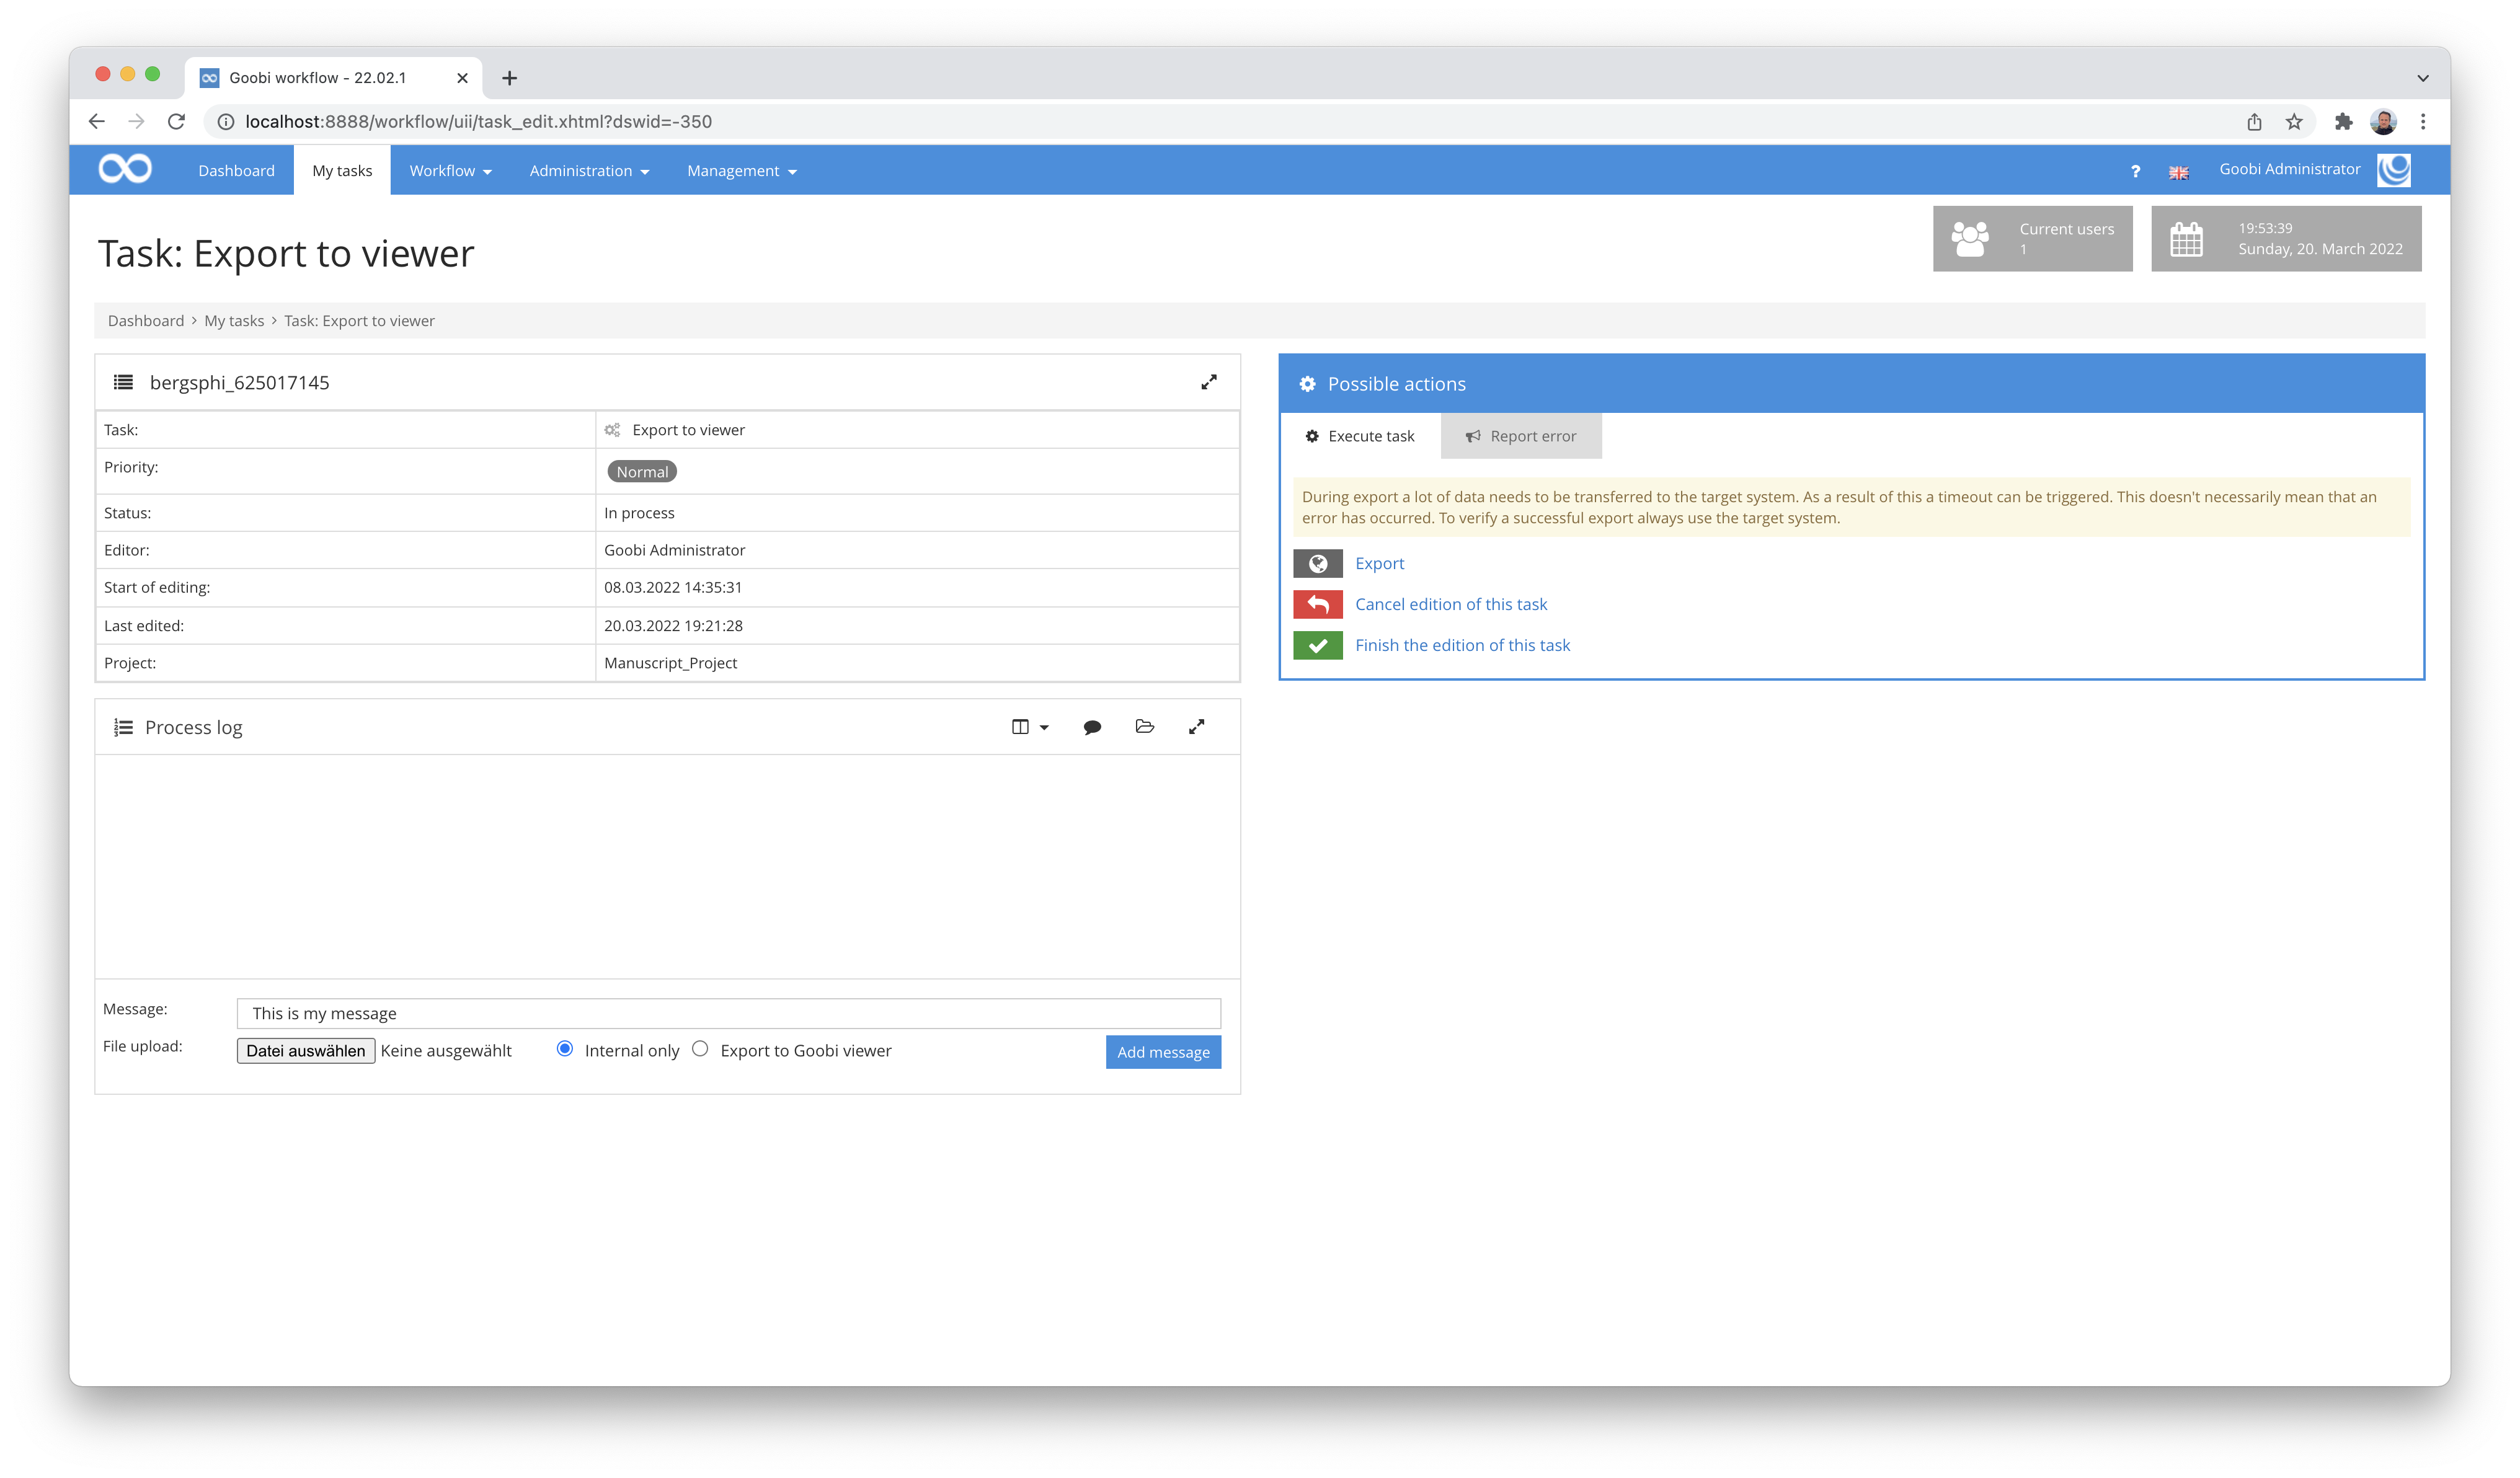 Goobi workflow - 22.02.1
localhost:8888/workflow/uii/task_edit.xhtml?dswid=-350
Dashboard My tasks Workflow Administration Management ? Goobi Administrator
Task: Export to viewer
Current users
1
19:53:39
Sunday, 20. March 2022
Dashboard > My tasks > Task: Export to viewer
bergsphi_625017145
Task: Export to viewer
Priority: Normal
Status: In process
Editor: Goobi Administrator
Start of editing: 08.03.2022 14:35:31
Last edited: 20.03.2022 19:21:28
Project: Manuscript_Project
Process log
Message: This is my message
File upload: Datei auswählen Keine ausgewählt Internal only Export to Goobi viewer Add message
Possible actions
Execute task Report error
During export a lot of data needs to be transferred to the target system. As a result of this a timeout can be triggered. This doesn't necessarily mean that an
error has occurred. To verify a successful export always use the target system.
Export
Cancel edition of this task
Finish the edition of this task